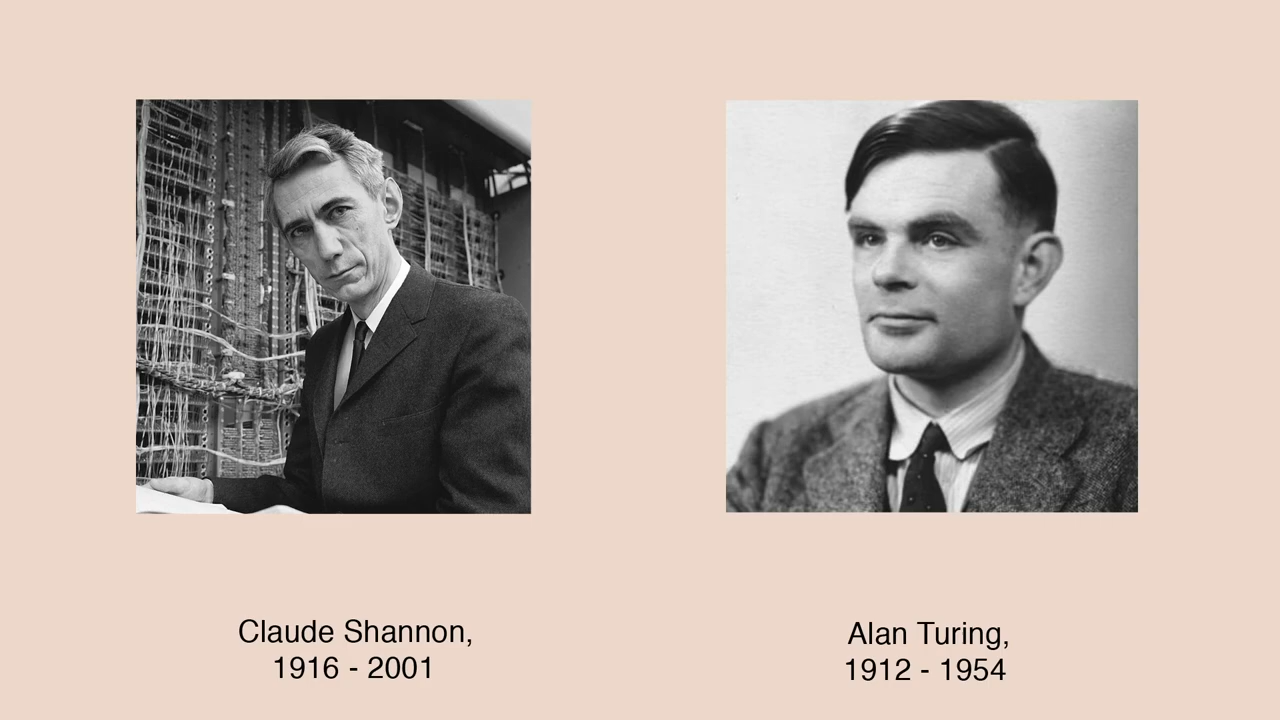 Claude Shannon,
1916 - 2001
Alan Turing,
1912 - 1954